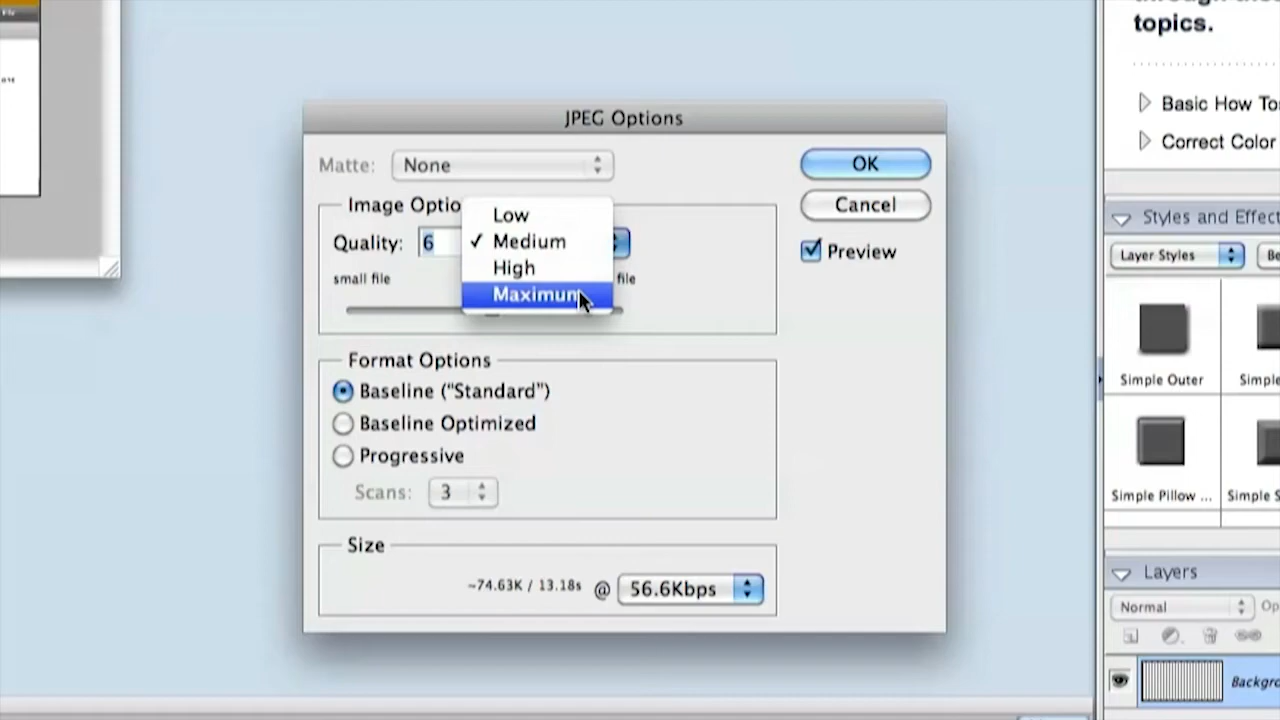 topics.
Basic How To
Correct Color
JPEG Options
Matte: None
OK
Image Optio
Cancel
Quality: 6
Low
Medium
High
Maximum
Preview
small file
file
Format Options
Baseline ("Standard")
Baseline Optimized
Progressive
Scans: 3
Size
~74.63K / 13.18s @ 56.6Kbps
Styles and Effect
Layer Styles
Be
Simple Outer
Simple
Simple Pillow ...
Simple S
Layers
Normal
Op
Backgro